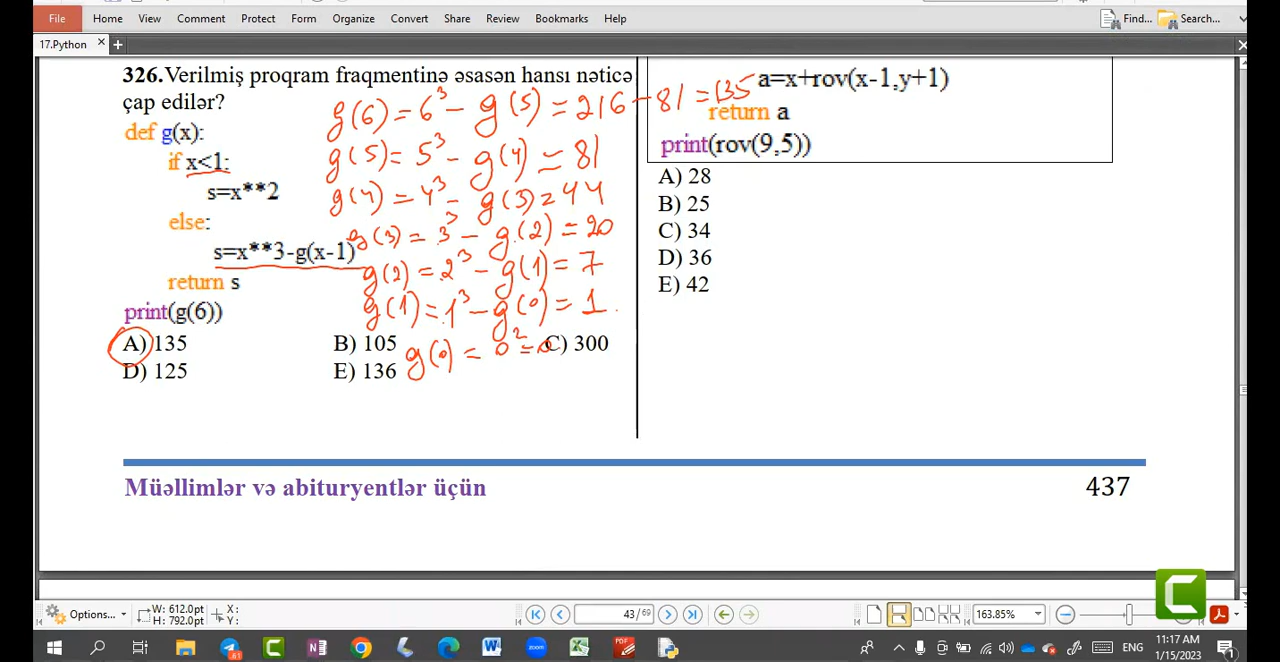 File Home View Comment Protect Form Organize Convert Share Review Bookmarks Help Find... Search...
17.Python
326.Verilmiş proqram fraqmentinə əsasən hansı nəticə
çap edilər?
def g(x):
if x<1:
s=x**2
else:
s=x**3-g(x-1)
return s
print(g(6))
A) 135 B) 105 C) 300
D) 125 E) 136
g(6) = 6³ - g(5) = 216 - 81 = 135
g(5) = 5³ - g(4) = 81
g(4) = 4³ - g(3) = 44
g(3) = 3³ - g(2) = 20
g(2) = 2³ - g(1) = 7
g(1) = 1³ - g(0) = 1
g(0) = 0² = 0
a=x+rov(x-1,y+1)
return a
print(rov(9,5))
A) 28
B) 25
C) 34
D) 36
E) 42
Müəllimlər və abituryentlər üçün 437
Options... W: 612.0pt X:
H: 792.0pt Y:
43 / 69
163.85%
ENG
11:17 AM
1/15/2023